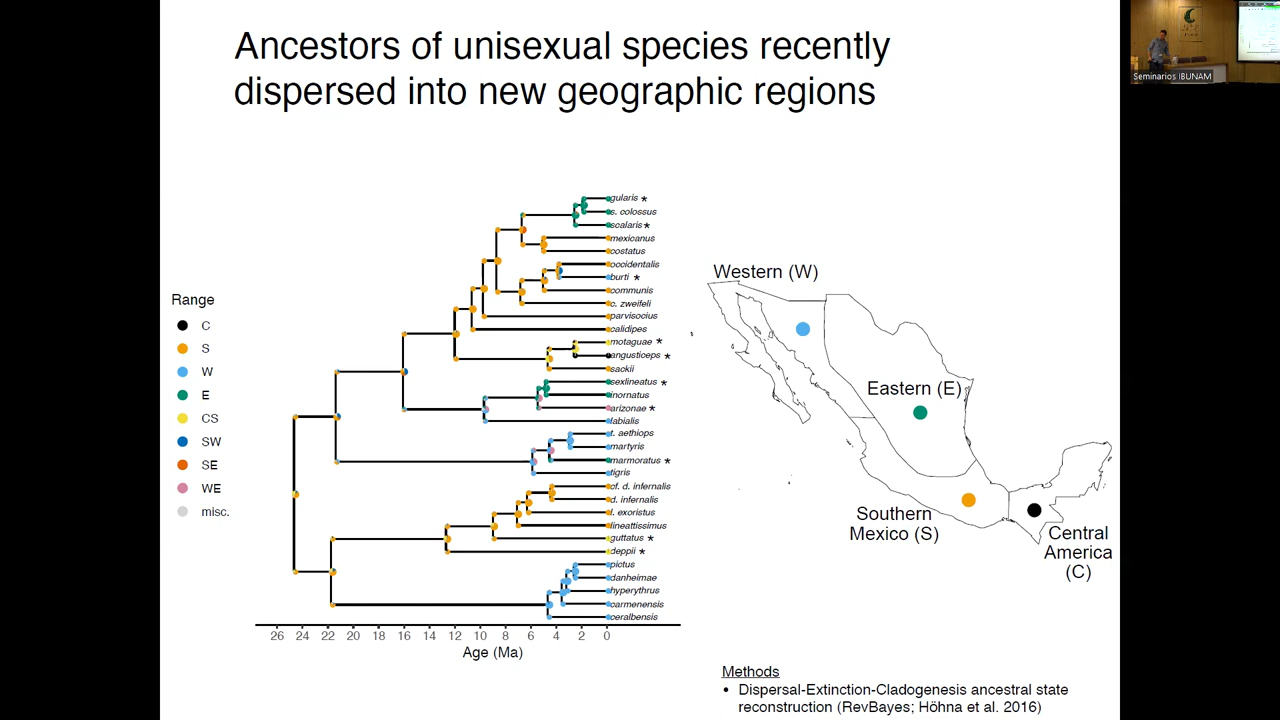 Ancestors of unisexual species recently
dispersed into new geographic regions
Seminarios IBUNAM
Range
C
S
W
E
CS
SW
SE
WE
misc.
gularis *
s. colossus
scalaris *
mexicanus
costatus
occidentalis
burti *
communis
c. zweifeli
parvisocius
calidipes
motaguae *
angusticeps *
sackii
sexlineatus *
inornatus
arizonae *
labialis
t. aethiops
martyris
marmoratus *
tigris
cf. d. infernalis
d. infernalis
l. exoristus
lineattissimus
guttatus *
deppii *
pictus
danheimae
hyperythrus
carmenensis
ceralbensis
26 24 22 20 18 16 14 12 10 8 6 4 2 0
Age (Ma)
Western (W)
Eastern (E)
Southern
Mexico (S)
Central
America
(C)
Methods
• Dispersal-Extinction-Cladogenesis ancestral state
reconstruction (RevBayes; Höhna et al. 2016)